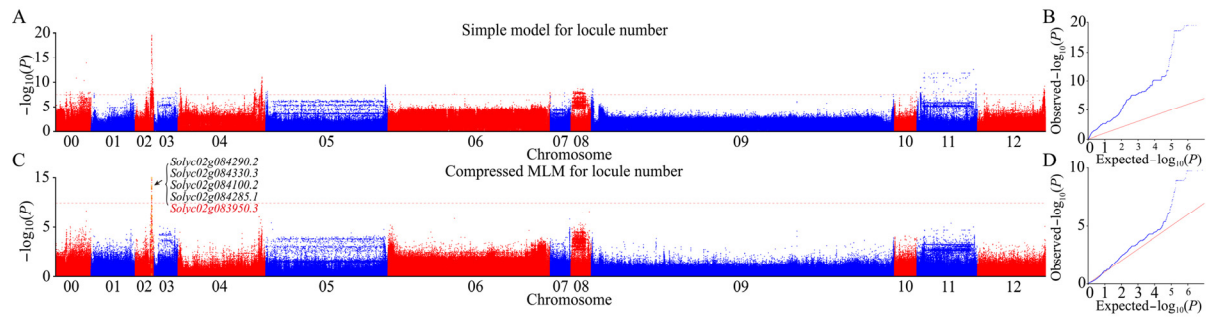 A
Simple model for locule number
−log10(P)
20
15
10
5
0
00 01 02 03 04 05 06 07 08 09 10 11 12
Chromosome
B
Observed−log10(P)
20
15
10
5
0
0 1 2 3 4 5 6
Expected−log10(P)
C
Compressed MLM for locule number
Solyc02g084290.2
Solyc02g084330.3
Solyc02g084100.2
Solyc02g084285.1
Solyc02g083950.3
−log10(P)
15
5
0
00 01 02 03 04 05 06 07 08 09 10 11 12
Chromosome
D
Observed−log10(P)
10
5
0
0 1 2 3 4 5 6
Expected−log10(P)